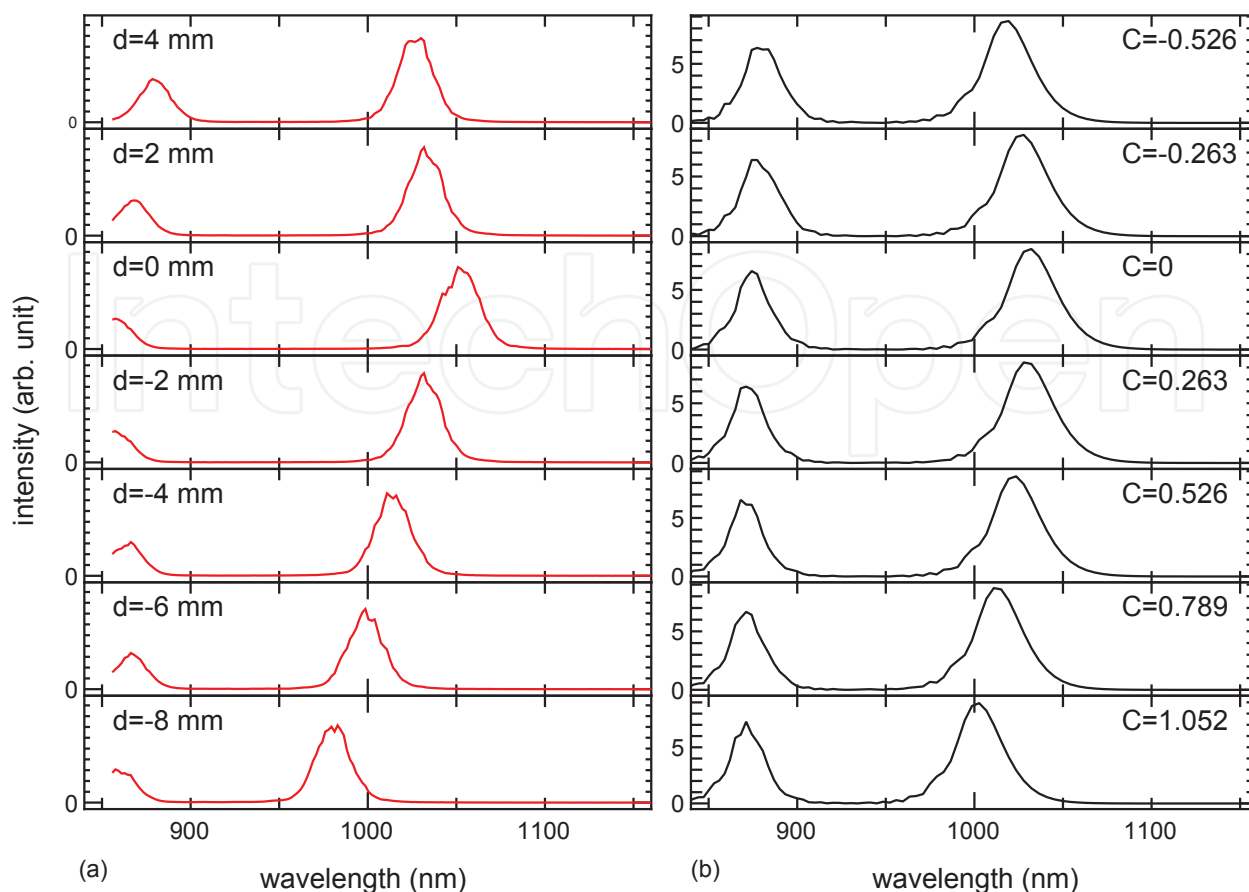 intensity (arb. unit)
d=4 mm
0
d=2 mm
0
d=0 mm
0
d=-2 mm
0
d=-4 mm
0
d=-6 mm
0
d=-8 mm
0
900 1000 1100
(a) wavelength (nm)
C=-0.526
5
0
C=-0.263
5
0
C=0
5
0
C=0.263
5
0
C=0.526
5
0
C=0.789
5
0
C=1.052
5
0
900 1000 1100
(b) wavelength (nm)
IntechOpen